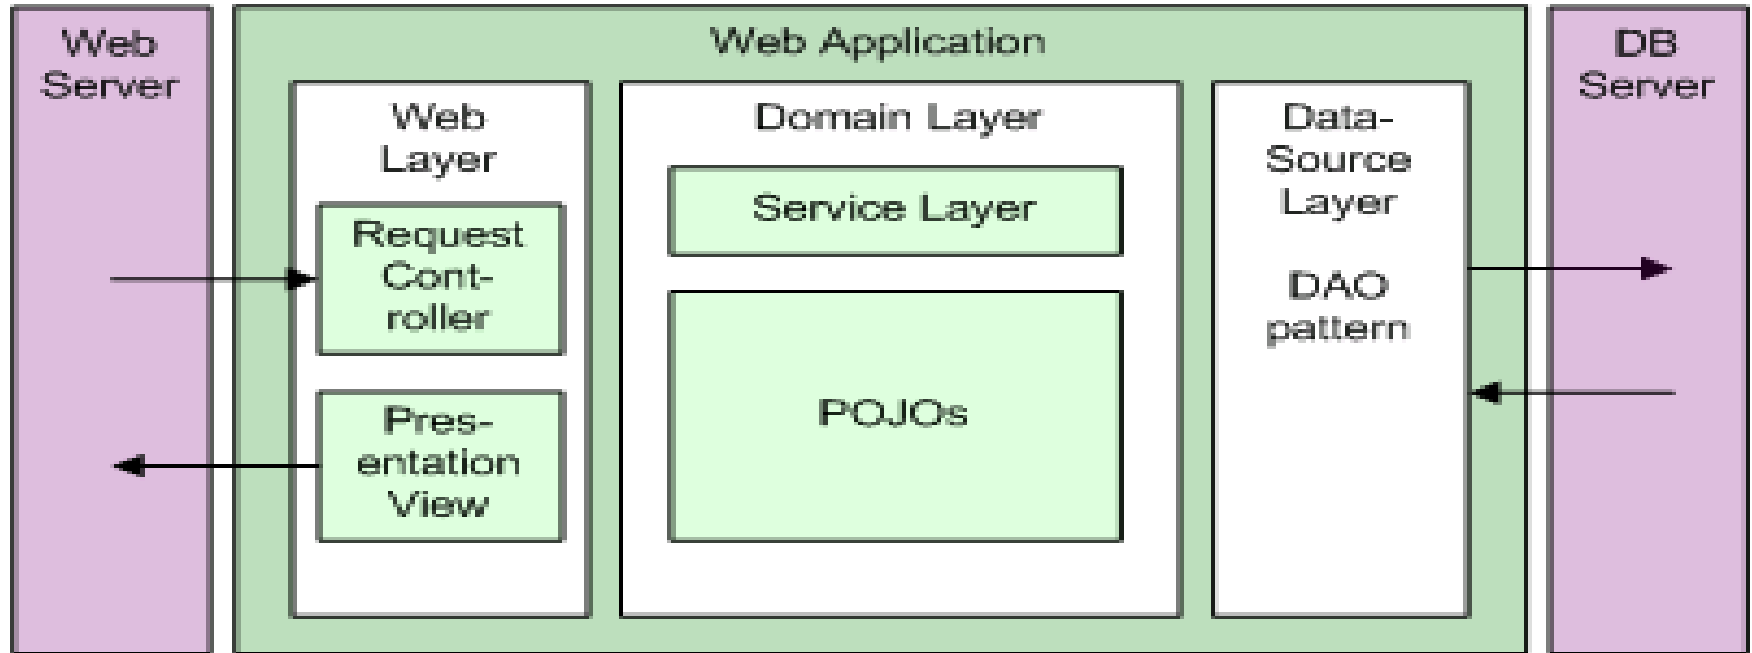 Web
Server
Web Application
Web
Layer
Request
Cont-
roller
Pres-
entation
View
Domain Layer
Service Layer
POJOs
Data-
Source
Layer
DAO
pattern
DB
Server